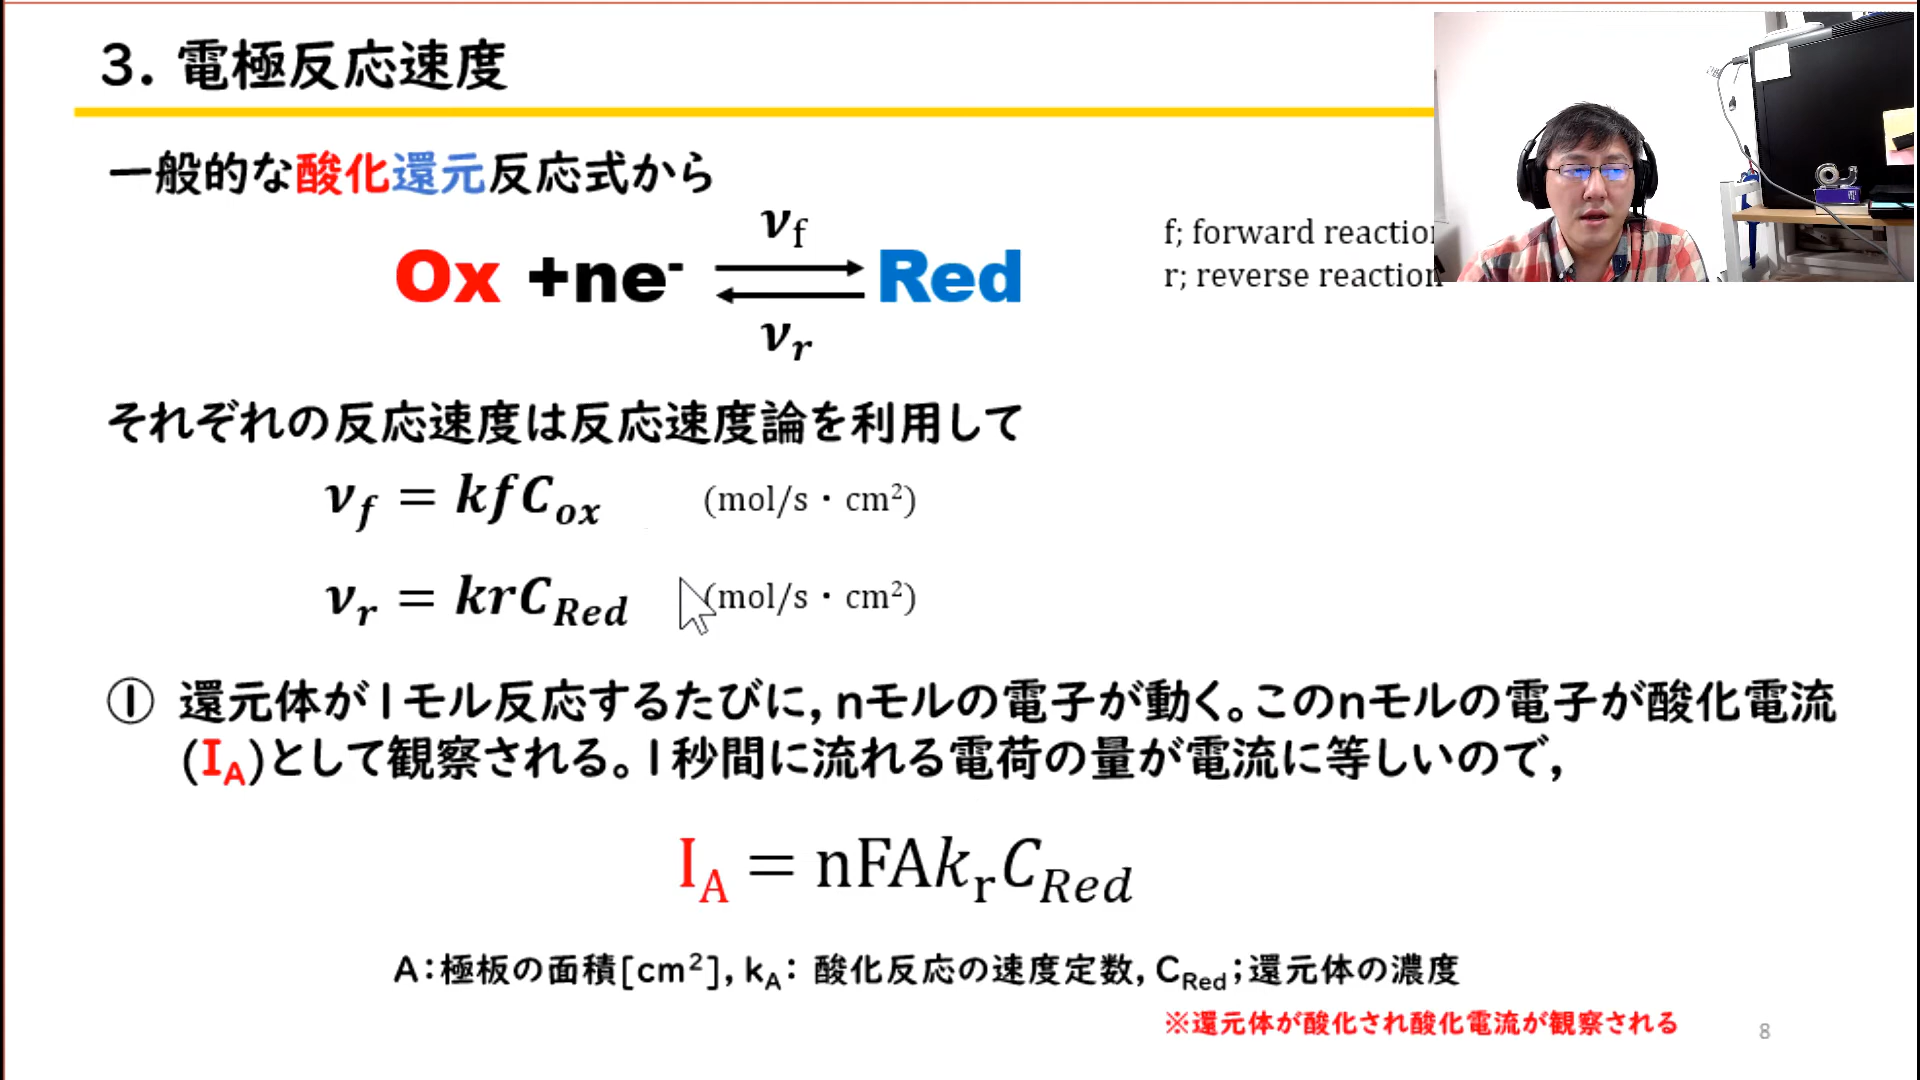 3. 電極反応速度
一般的な酸化還元反応式から
νf
Ox +ne- Red
νr
f; forward reaction
r; reverse reaction
それぞれの反応速度は反応速度論を利用して
νf = kfCox (mol/s・cm²)
νr = krCRed (mol/s・cm²)
① 還元体が1モル反応するたびに,nモルの電子が動く。このnモルの電子が酸化電流
(IA)として観察される。1秒間に流れる電荷の量が電流に等しいので,
IA = nFAkrCRed
A:極板の面積[cm²], kA: 酸化反応の速度定数, CRed;還元体の濃度
※還元体が酸化され酸化電流が観察される
8